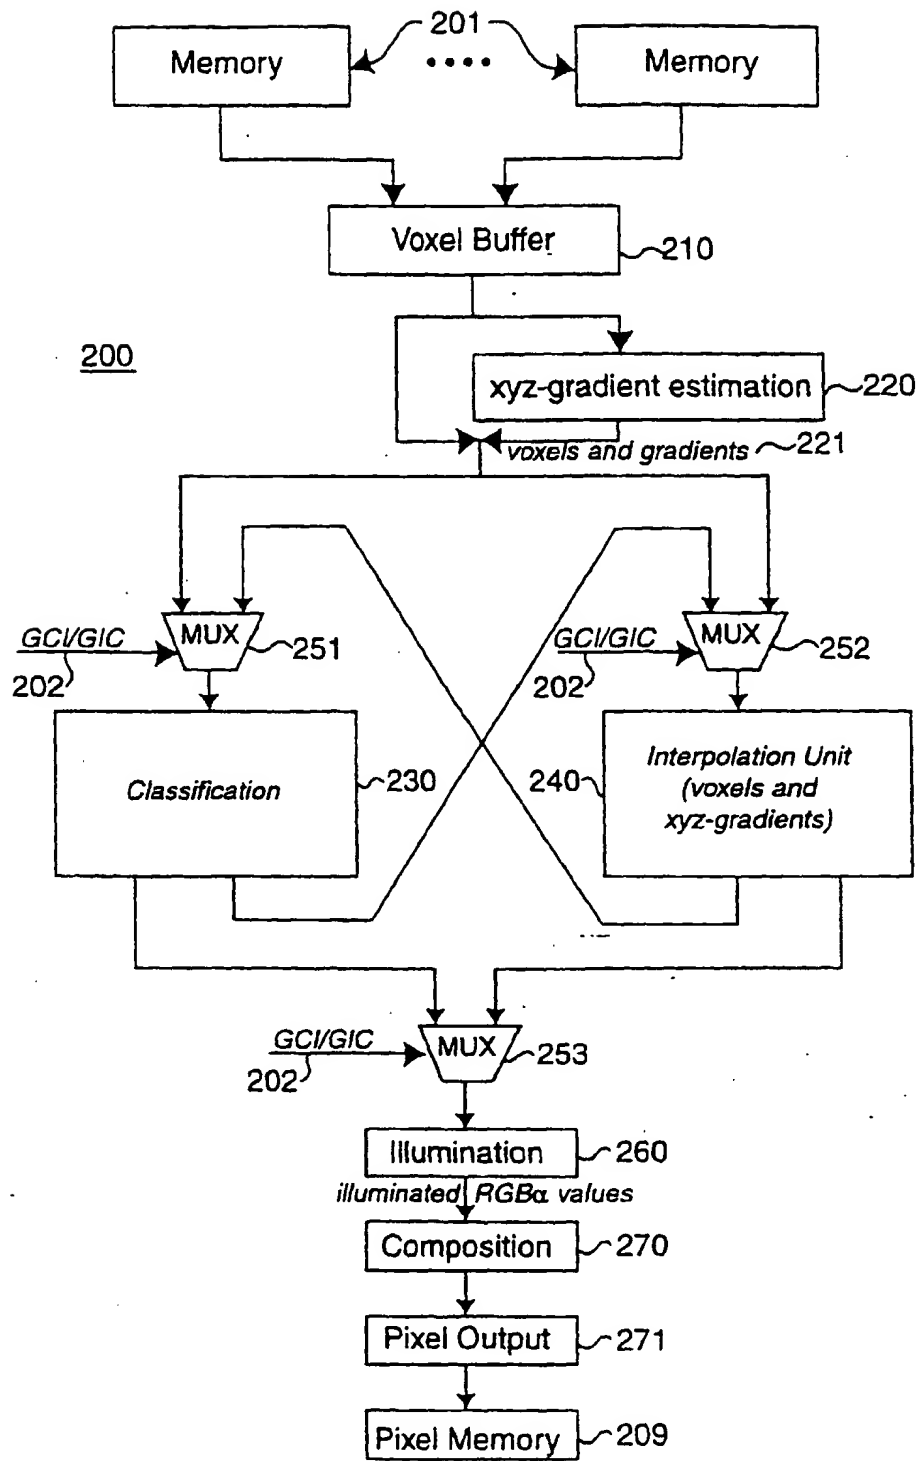 201
Memory
Memory
Voxel Buffer
210
200
xyz-gradient estimation
220
voxels and gradients
221
GCI/GIC
202
MUX
251
GCI/GIC
202
MUX
252
Classification
230
240
Interpolation Unit
(voxels and
xyz-gradients)
GCI/GIC
202
MUX
253
Illumination
260
illuminated RGBα values
Composition
270
Pixel Output
271
Pixel Memory
209